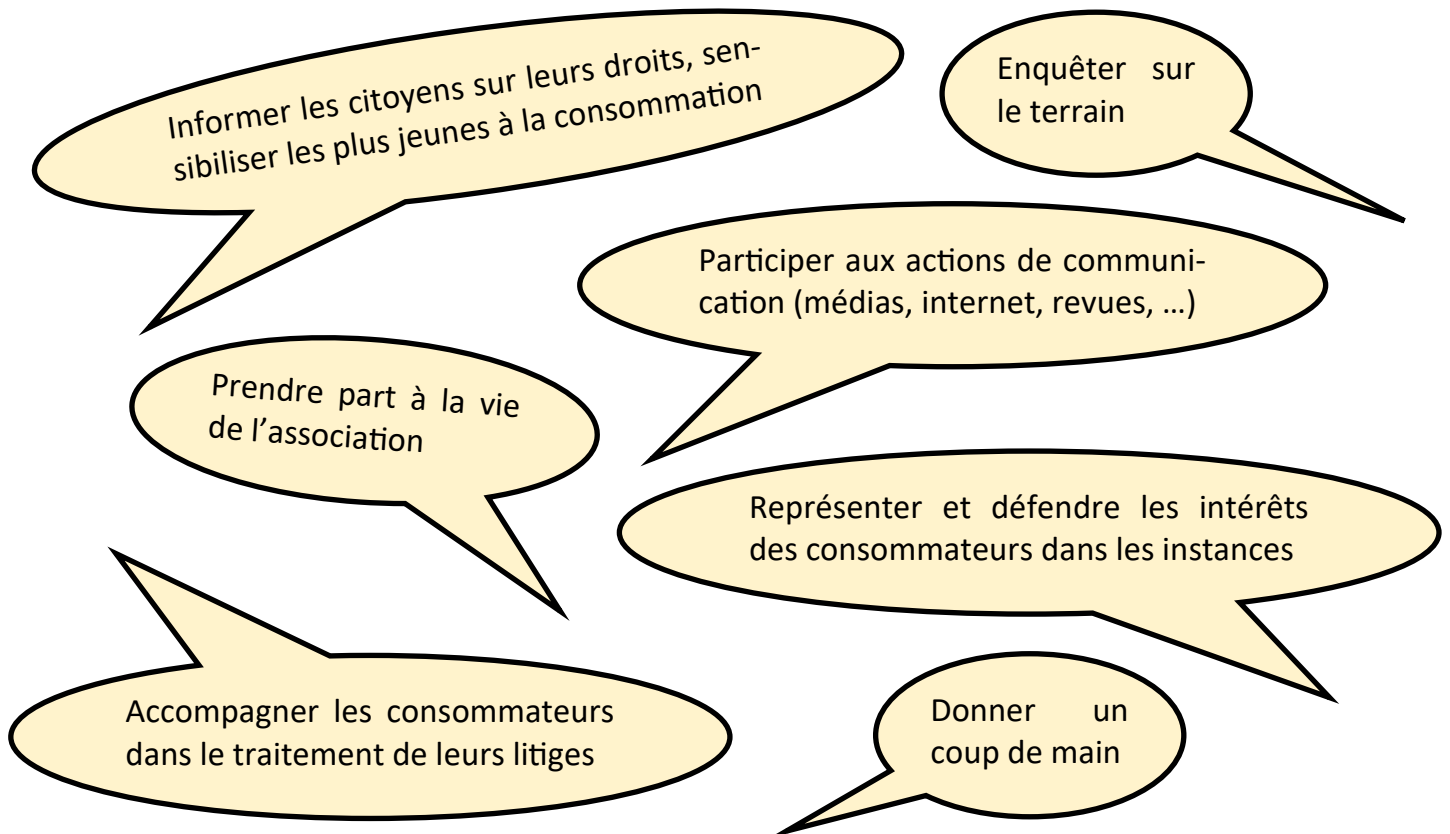 Informer les citoyens sur leurs droits, sen-
sibiliser les plus jeunes à la consommation
Enquêter sur
le terrain
Participer aux actions de communi-
cation (médias, internet, revues, …)
Prendre part à la vie
de l’association
Représenter et défendre les intérêts
des consommateurs dans les instances
Accompagner les consommateurs
dans le traitement de leurs litiges
Donner un
coup de main